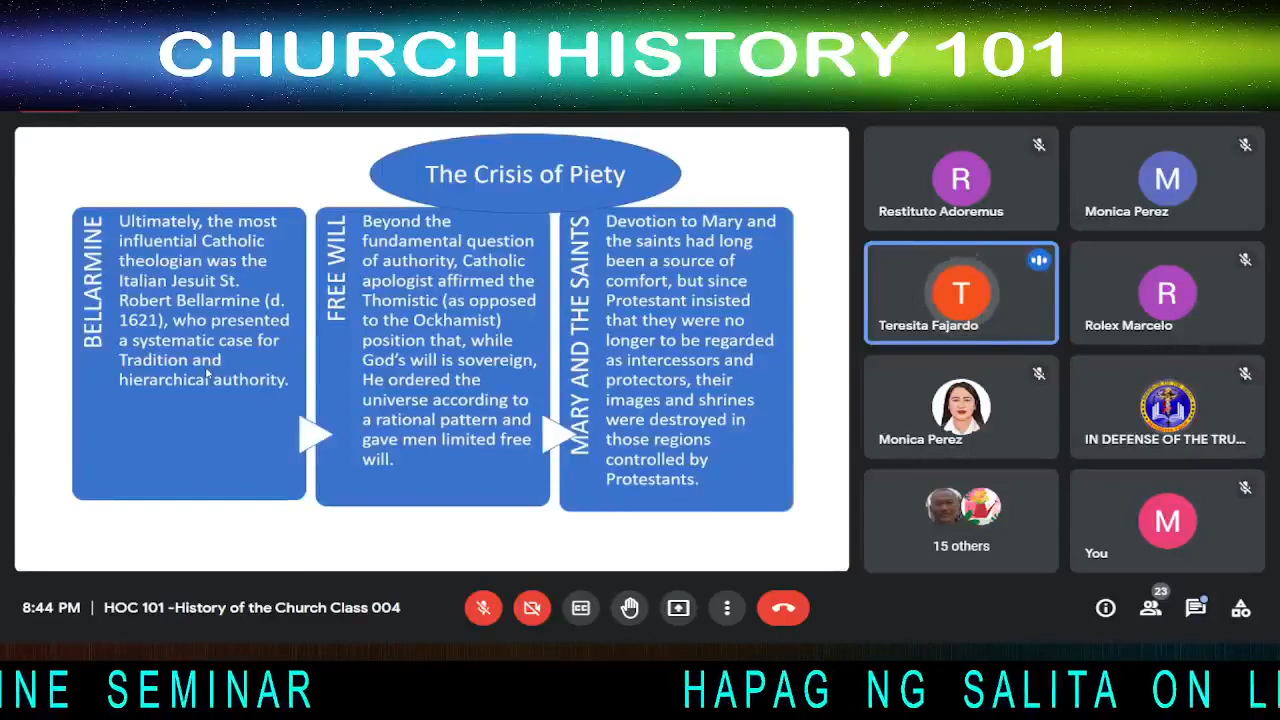 CHURCH HISTORY 101
The Crisis of Piety
BELLARMINE
Ultimately, the most
influential Catholic
theologian was the
Italian Jesuit St.
Robert Bellarmine (d.
1621), who presented
a systematic case for
Tradition and
hierarchical authority.
FREE WILL
Beyond the
fundamental question
of authority, Catholic
apologist affirmed the
Thomistic (as opposed
to the Ockhamist)
position that, while
God's will is sovereign,
He ordered the
universe according to
a rational pattern and
gave men limited free
will.
MARY AND THE SAINTS
Devotion to Mary and
the saints had long
been a source of
comfort, but since
Protestant insisted
that they were no
longer to be regarded
as intercessors and
protectors, their
images and shrines
were destroyed in
those regions
controlled by
Protestants.
R
Restituto Adoremus
M
Monica Perez
T
Teresita Fajardo
R
Rolex Marcelo
Monica Perez
IN DEFENSE OF THE TRU...
15 others
M
You
8:44 PM | HOC 101 -History of the Church Class 004
CC
23
INE SEMINAR HAPAG NG SALITA ON LI